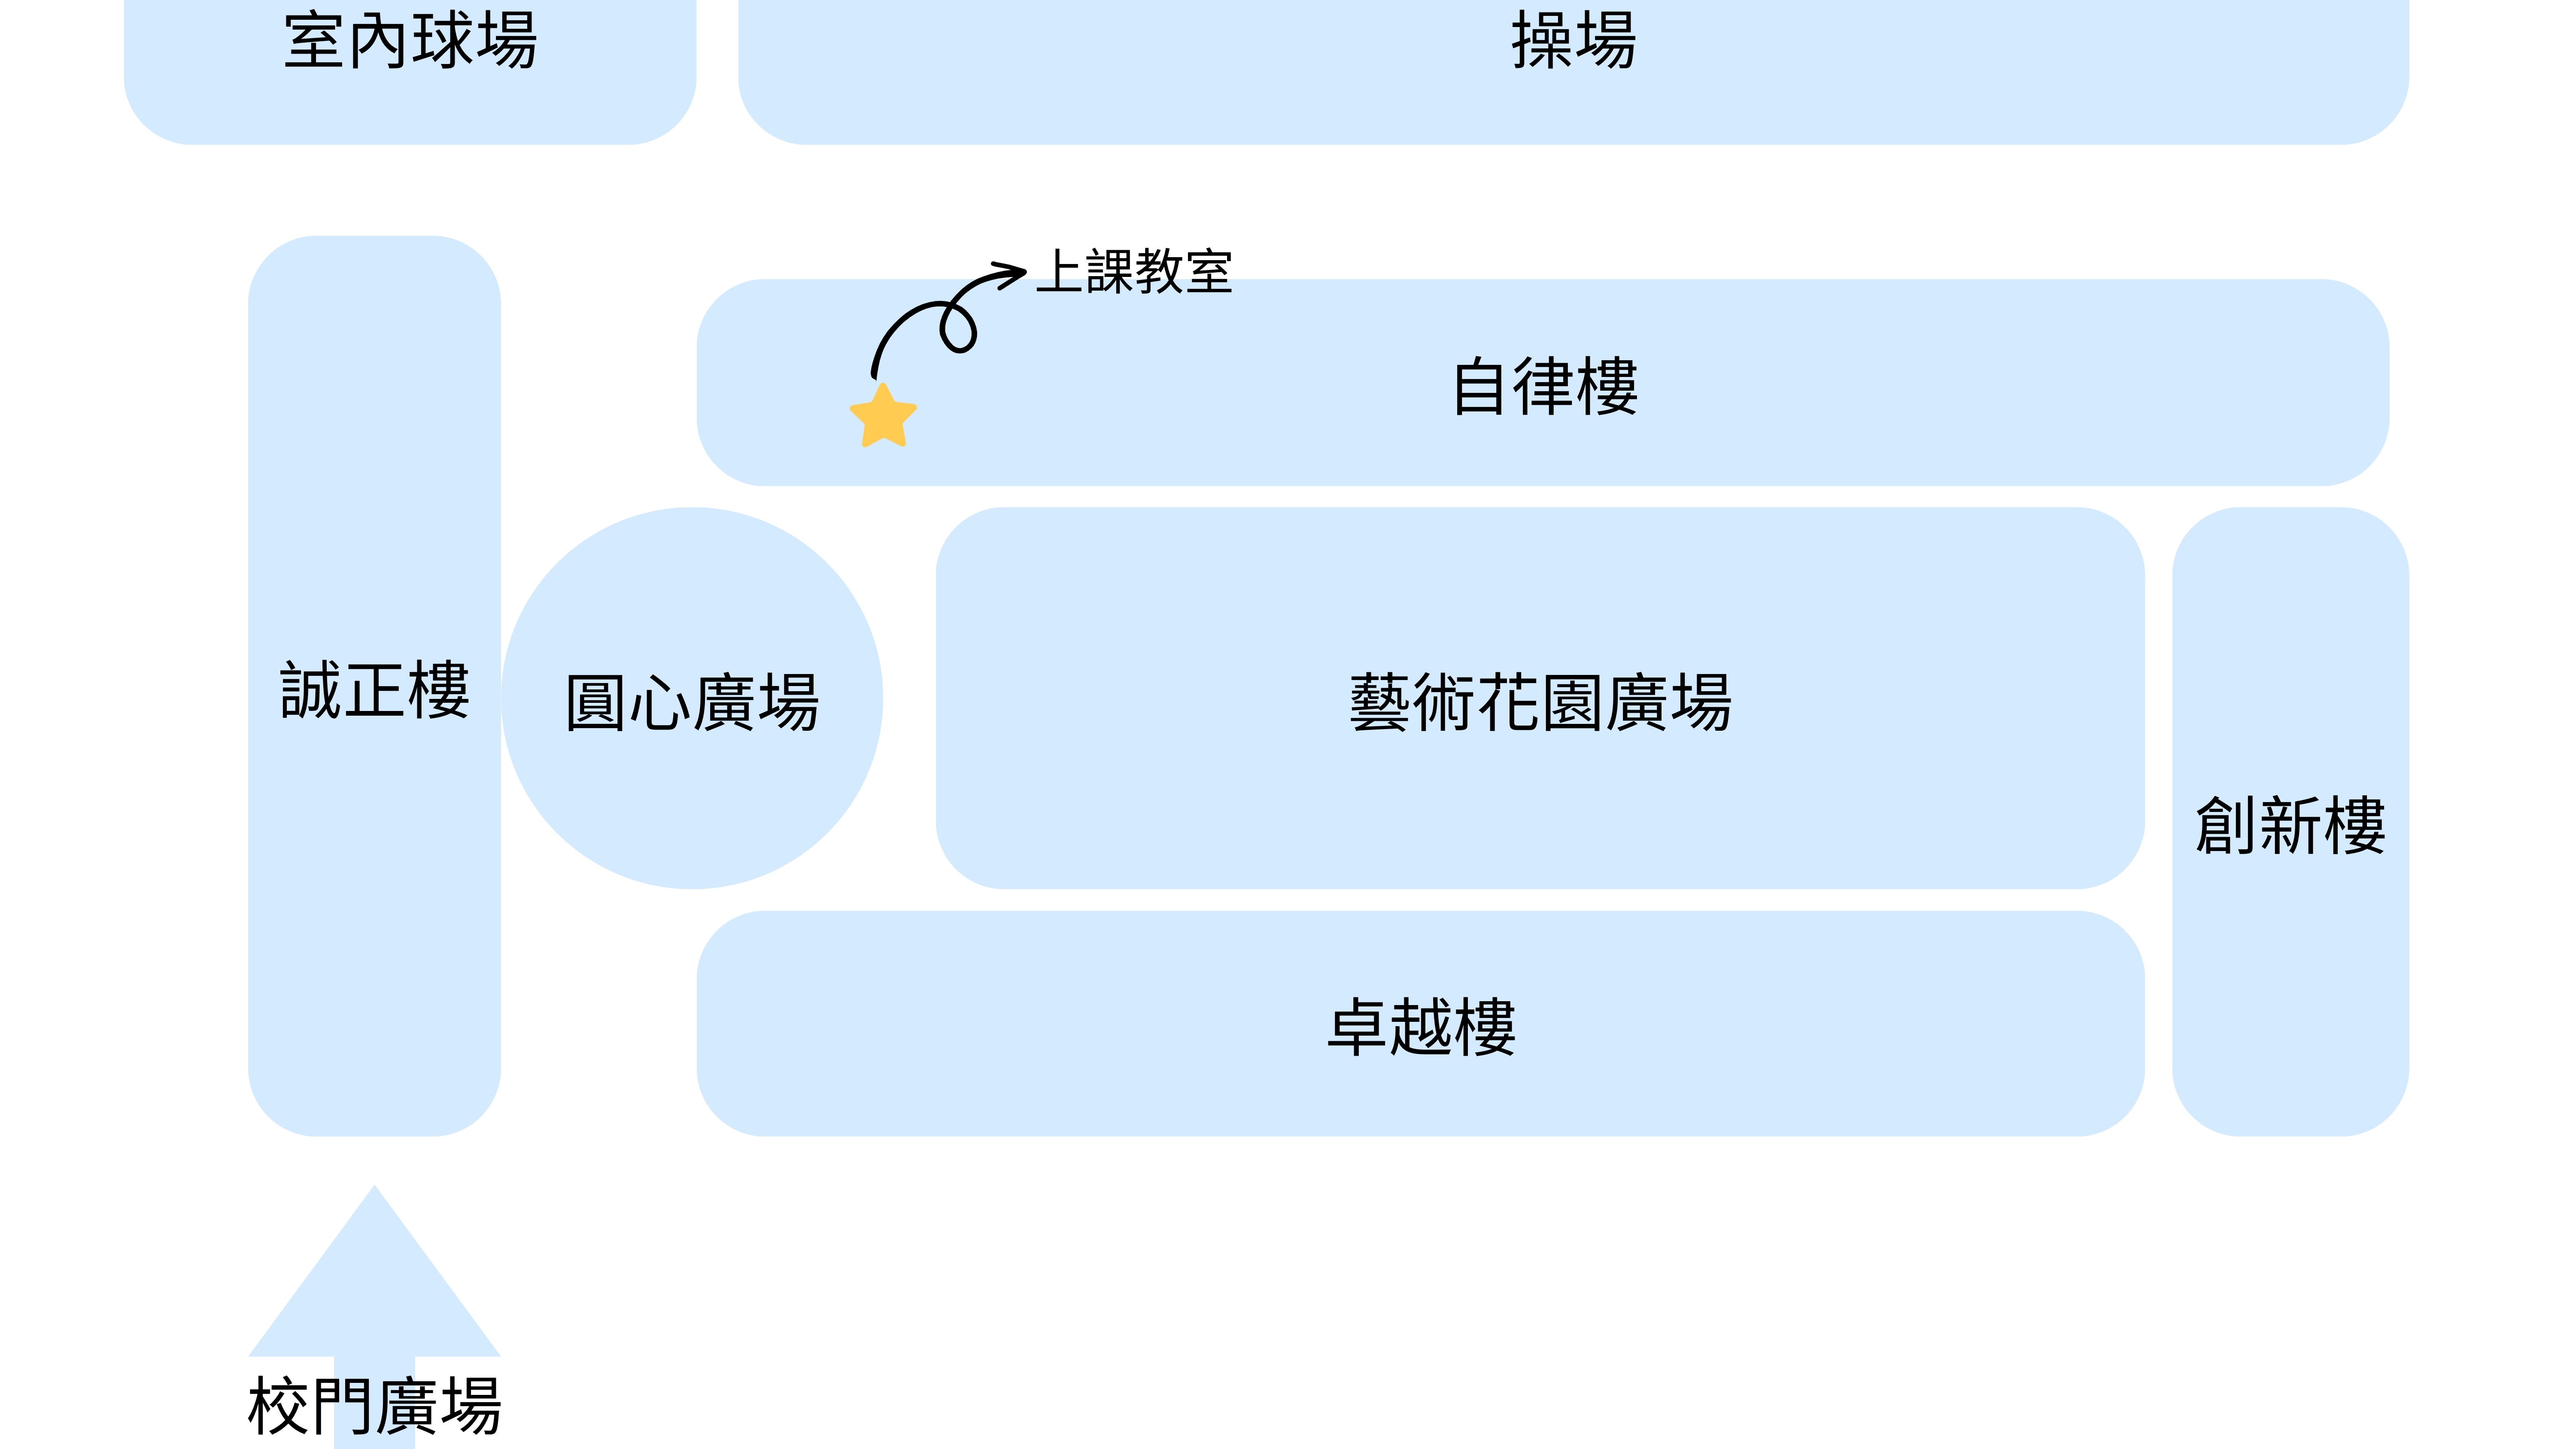 室內球場
操場
上課教室
自律樓
誠正樓
圓心廣場
藝術花園廣場
創新樓
卓越樓
校門廣場